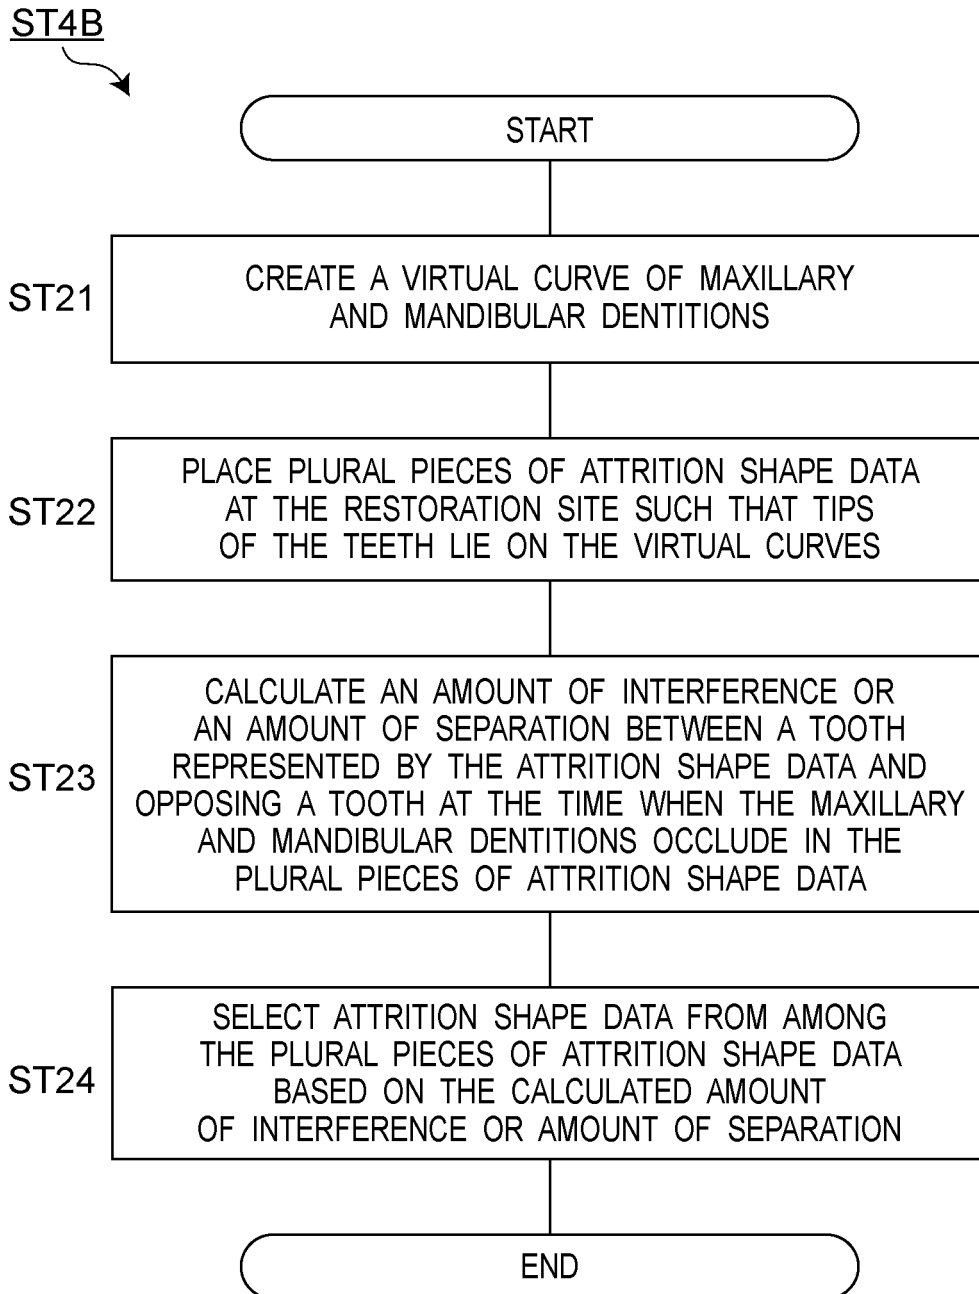 ST4B
START
ST21
CREATE A VIRTUAL CURVE OF MAXILLARY
AND MANDIBULAR DENTITIONS
ST22
PLACE PLURAL PIECES OF ATTRITION SHAPE DATA
AT THE RESTORATION SITE SUCH THAT TIPS
OF THE TEETH LIE ON THE VIRTUAL CURVES
ST23
CALCULATE AN AMOUNT OF INTERFERENCE OR
AN AMOUNT OF SEPARATION BETWEEN A TOOTH
REPRESENTED BY THE ATTRITION SHAPE DATA AND
OPPOSING A TOOTH AT THE TIME WHEN THE MAXILLARY
AND MANDIBULAR DENTITIONS OCCLUDE IN THE
PLURAL PIECES OF ATTRITION SHAPE DATA
ST24
SELECT ATTRITION SHAPE DATA FROM AMONG
THE PLURAL PIECES OF ATTRITION SHAPE DATA
BASED ON THE CALCULATED AMOUNT
OF INTERFERENCE OR AMOUNT OF SEPARATION
END